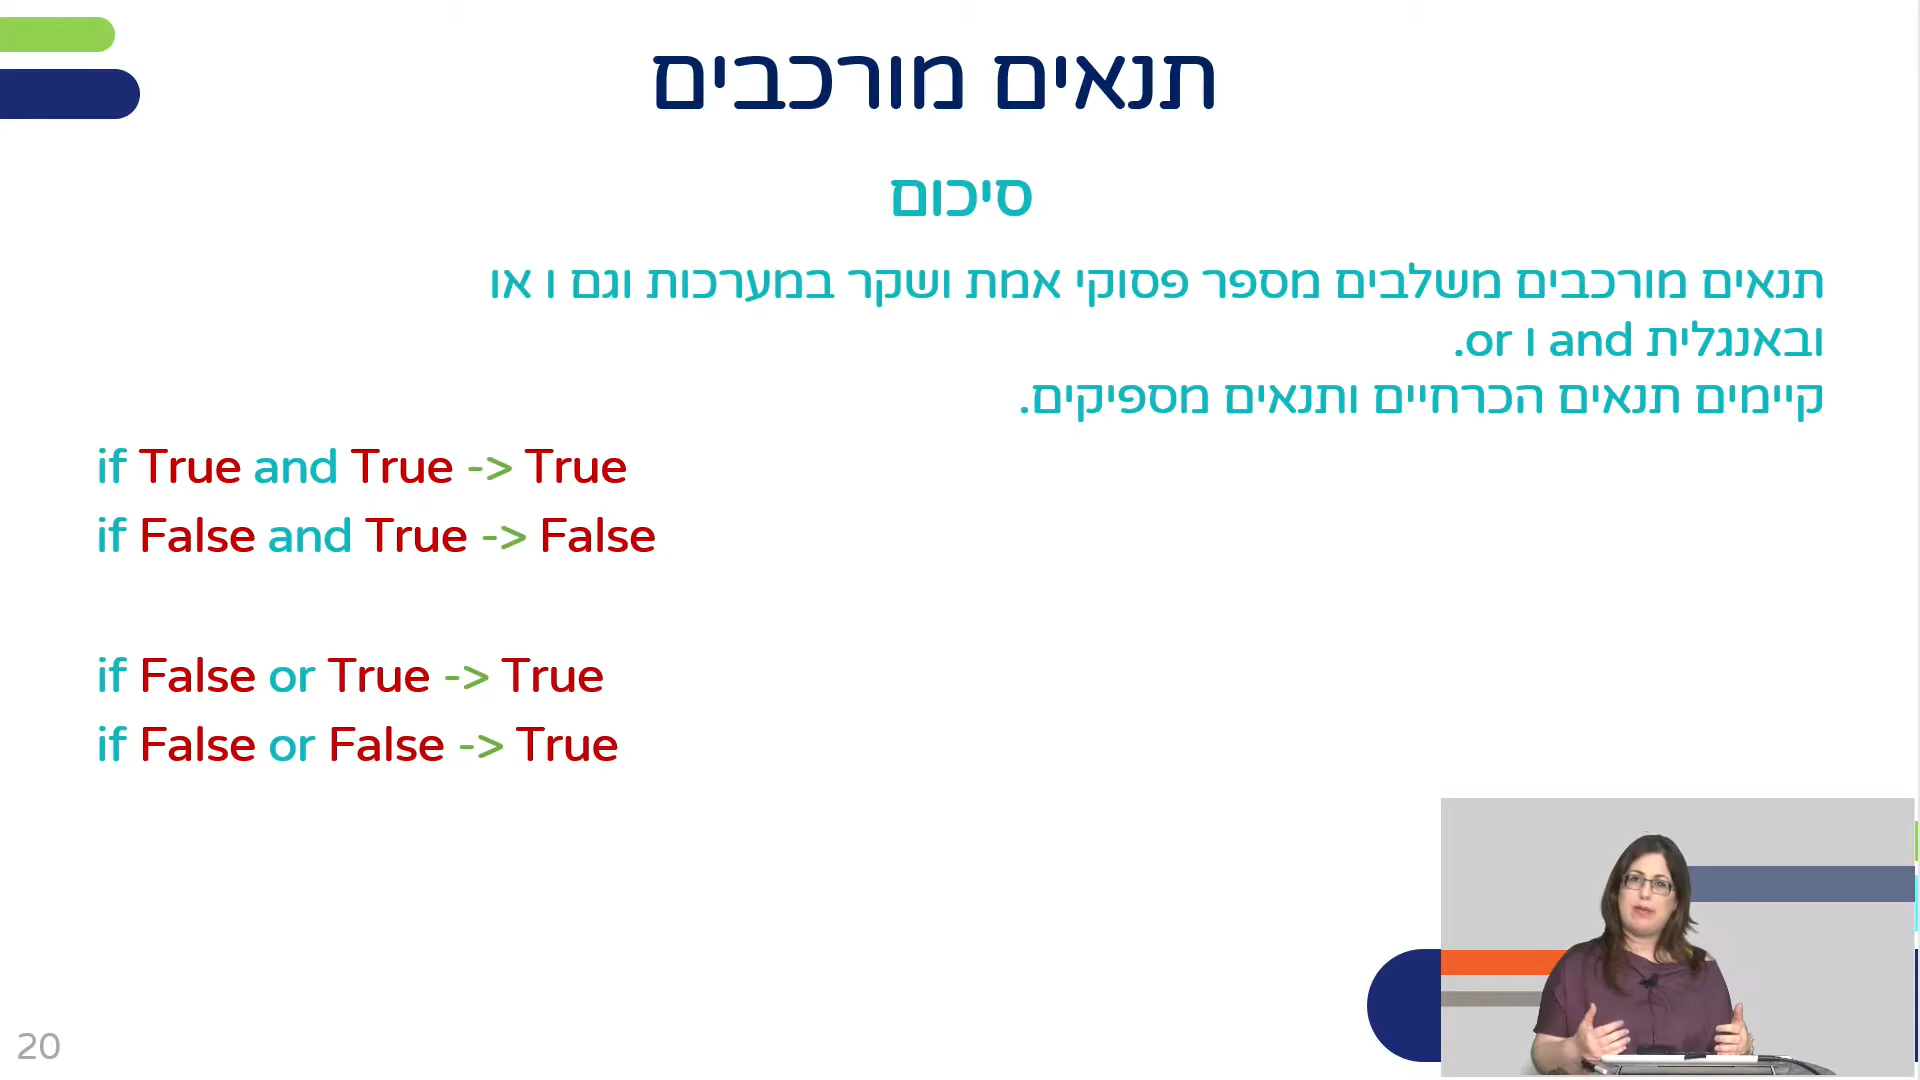 תנאים מורכבים
סיכום
תנאים מורכבים משלבים מספר פסוקי אמת ושקר במערכות וגם ו או
ובאנגלית and ו or.
קיימים תנאים הכרחיים ותנאים מספיקים.
if True and True -> True
if False and True -> False
if False or True -> True
if False or False -> True
20